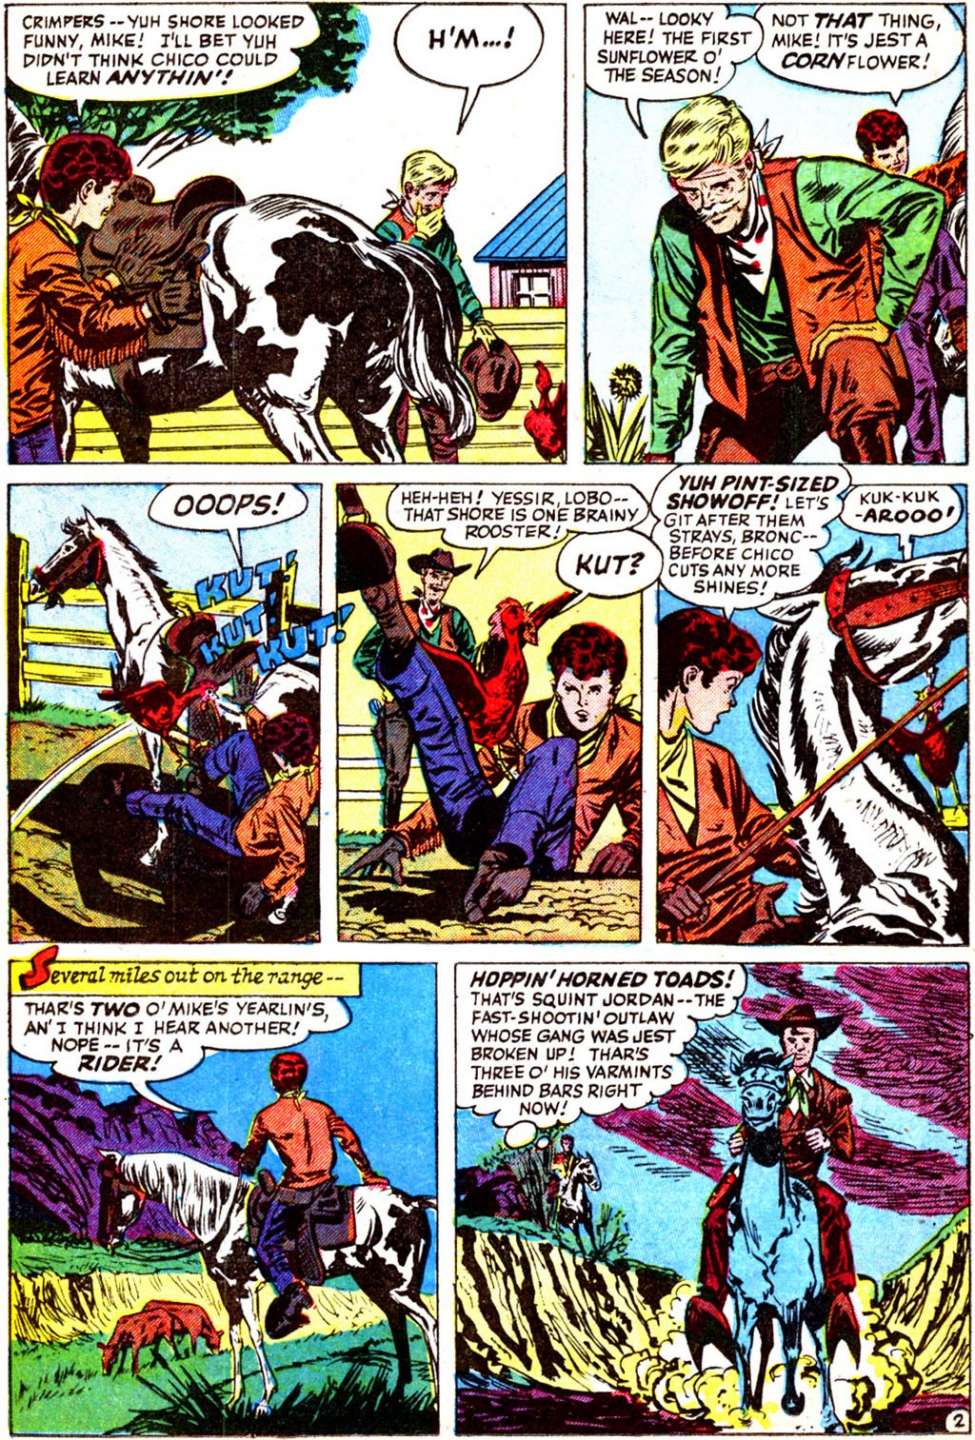 CRIMPERS -- YUH SHORE LOOKED
FUNNY, MIKE! I'LL BET YUH
DIDN'T THINK CHICO COULD
LEARN ANYTHIN'!
H'M...!
WAL-- LOOKY
HERE! THE FIRST
SUNFLOWER O'
THE SEASON!
NOT THAT THING,
MIKE! IT'S JEST A
CORNFLOWER!
OOOPS!
KUT!
KUT!
KUT!
HEH-HEH! YESSIR, LOBO--
THAT SHORE IS ONE BRAINY
ROOSTER!
KUT?
YUH PINT-SIZED
SHOWOFF! LET'S
GIT AFTER THEM
STRAYS, BRONC--
BEFORE CHICO
CUTS ANY MORE
SHINES!
KUK-KUK
-AROOO!
Several miles out on the range--
THAR'S TWO O' MIKE'S YEARLIN'S,
AN' I THINK I HEAR ANOTHER!
NOPE -- IT'S A
RIDER!
HOPPIN' HORNED TOADS!
THAT'S SQUINT JORDAN-- THE
FAST-SHOOTIN' OUTLAW
WHOSE GANG WAS JEST
BROKEN UP! THAR'S
THREE O' HIS VARMINTS
BEHIND BARS RIGHT
NOW!
2